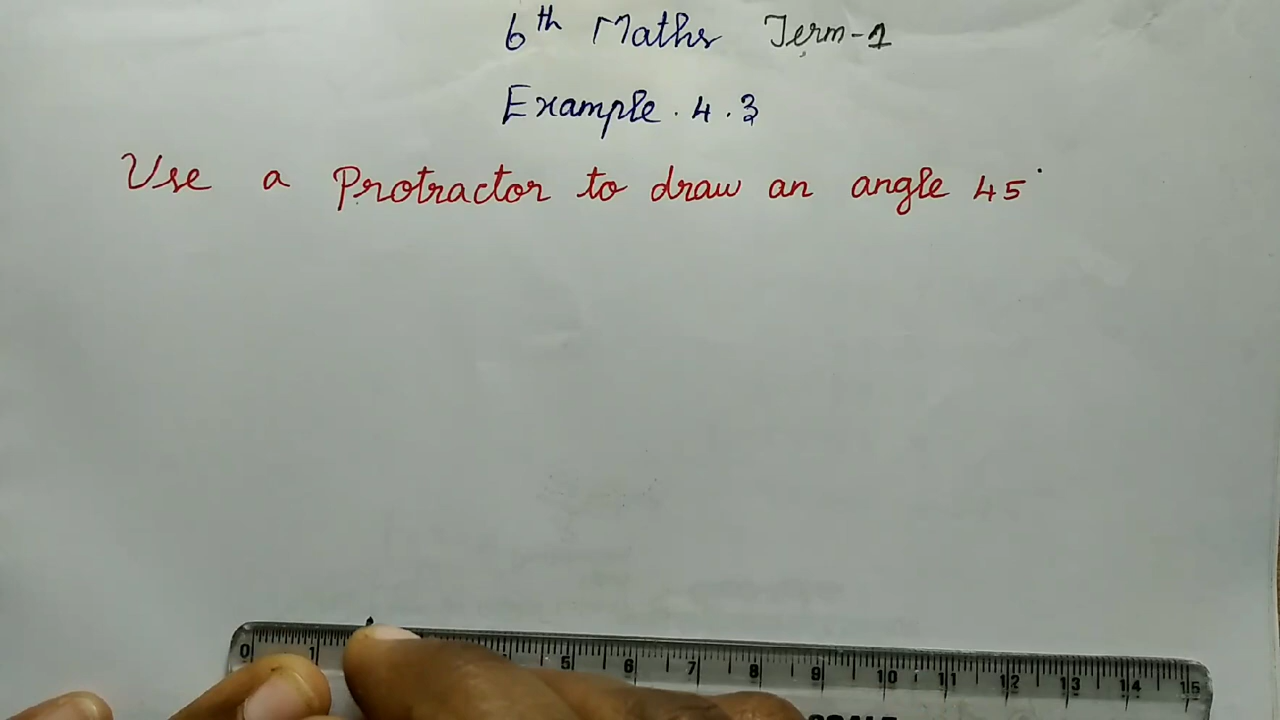 6th Maths Term-1
Example. 4.3
Use a Protractor to draw an angle 45°
0 1 5 6 7 8 9 10 11 12 13 14 15